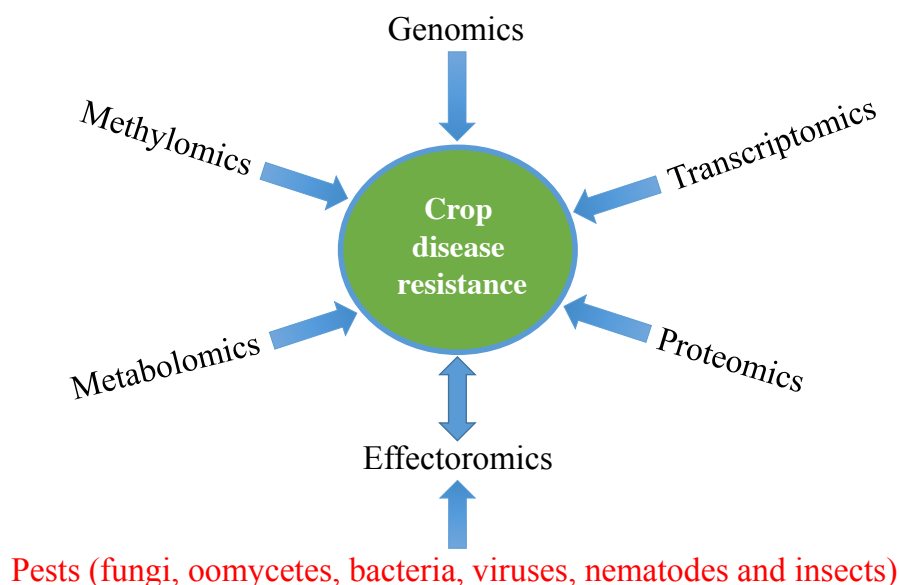 Genomics
Methylomics
Transcriptomics
Crop
disease
resistance
Metabolomics
Proteomics
Effectoromics
Pests (fungi, oomycetes, bacteria, viruses, nematodes and insects)